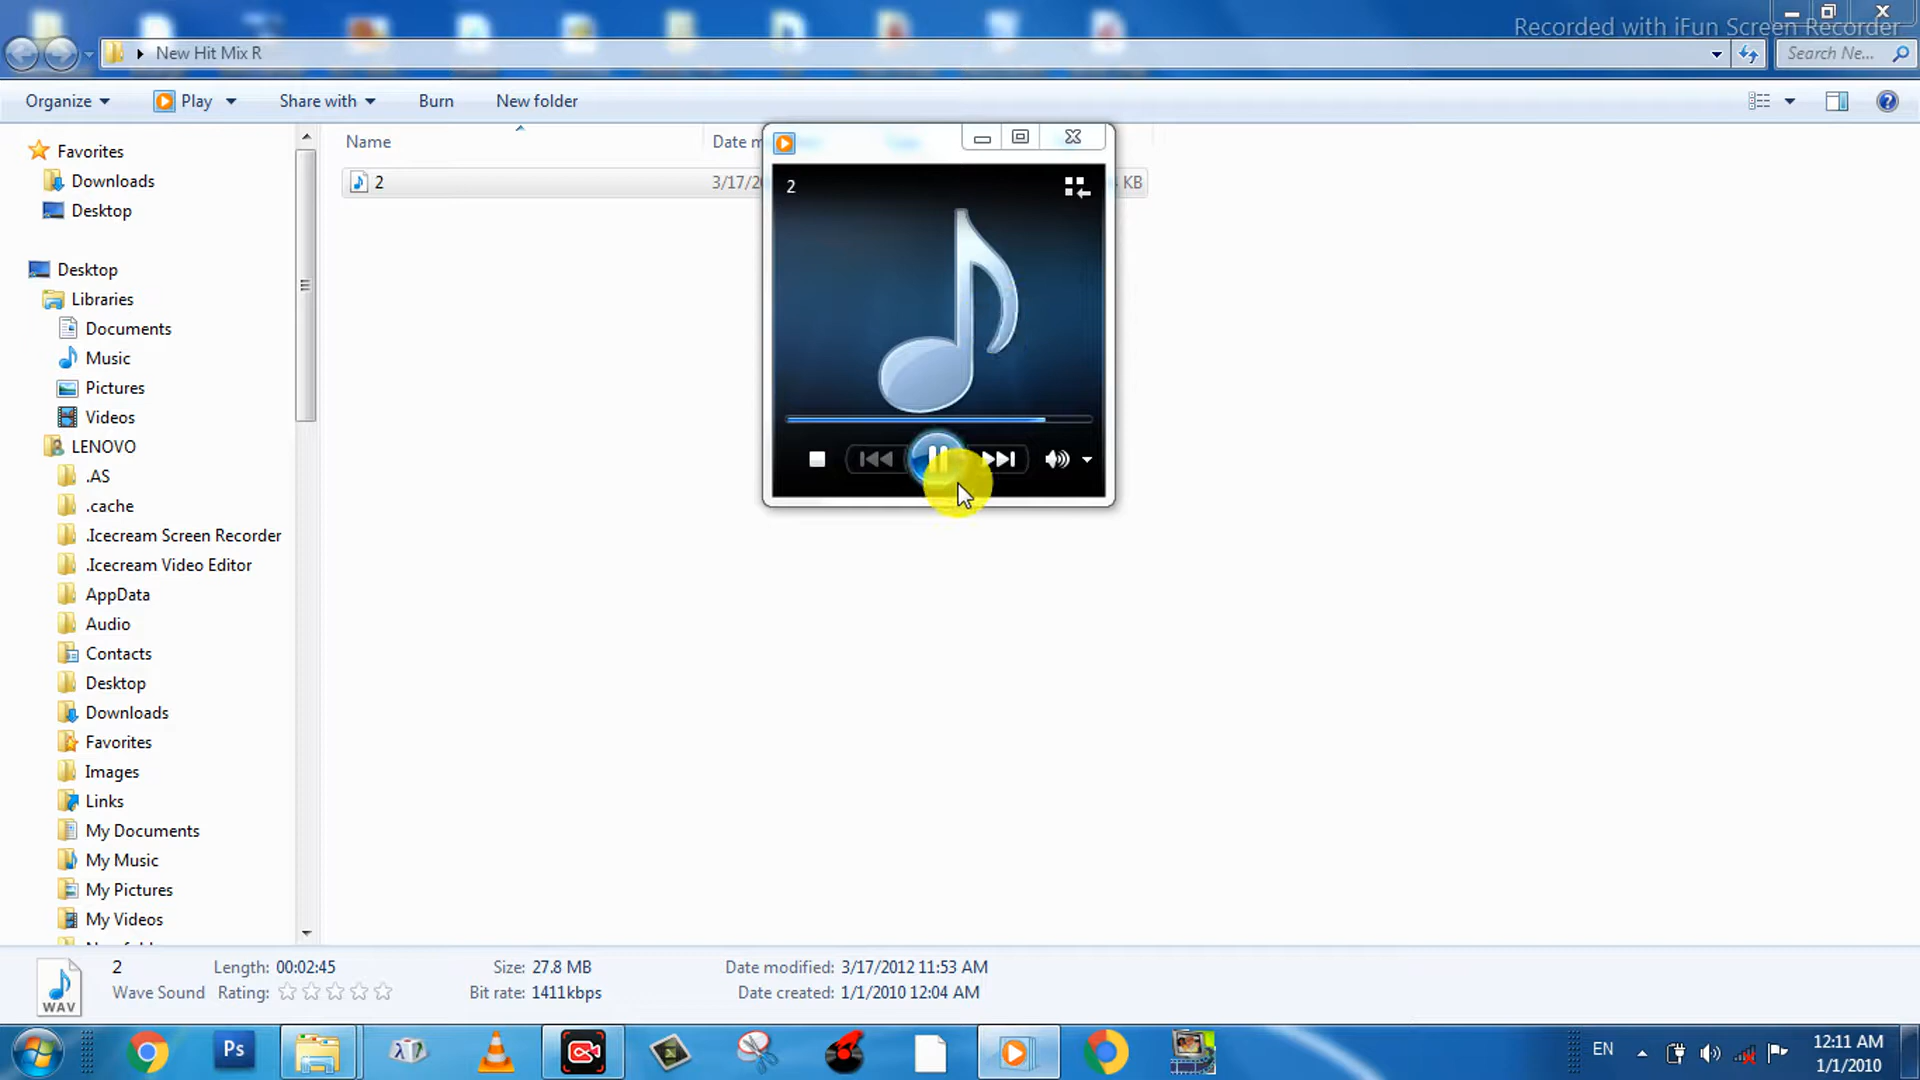 Recorded with iFun Screen Recorder
New Hit Mix R
Search Ne...
Organize
Play
Share with
Burn
New folder
Name
Date m
2
3/17/2
KB
2
Favorites
Downloads
Desktop
Desktop
Libraries
Documents
Music
Pictures
Videos
LENOVO
.AS
.cache
.Icecream Screen Recorder
.Icecream Video Editor
AppData
Audio
Contacts
Desktop
Downloads
Favorites
Images
Links
My Documents
My Music
My Pictures
My Videos
2
Length: 00:02:45
Size: 27.8 MB
Date modified: 3/17/2012 11:53 AM
WAV
Wave Sound
Rating:
Bit rate: 1411kbps
Date created: 1/1/2010 12:04 AM
Ps
EN
12:11 AM
1/1/2010